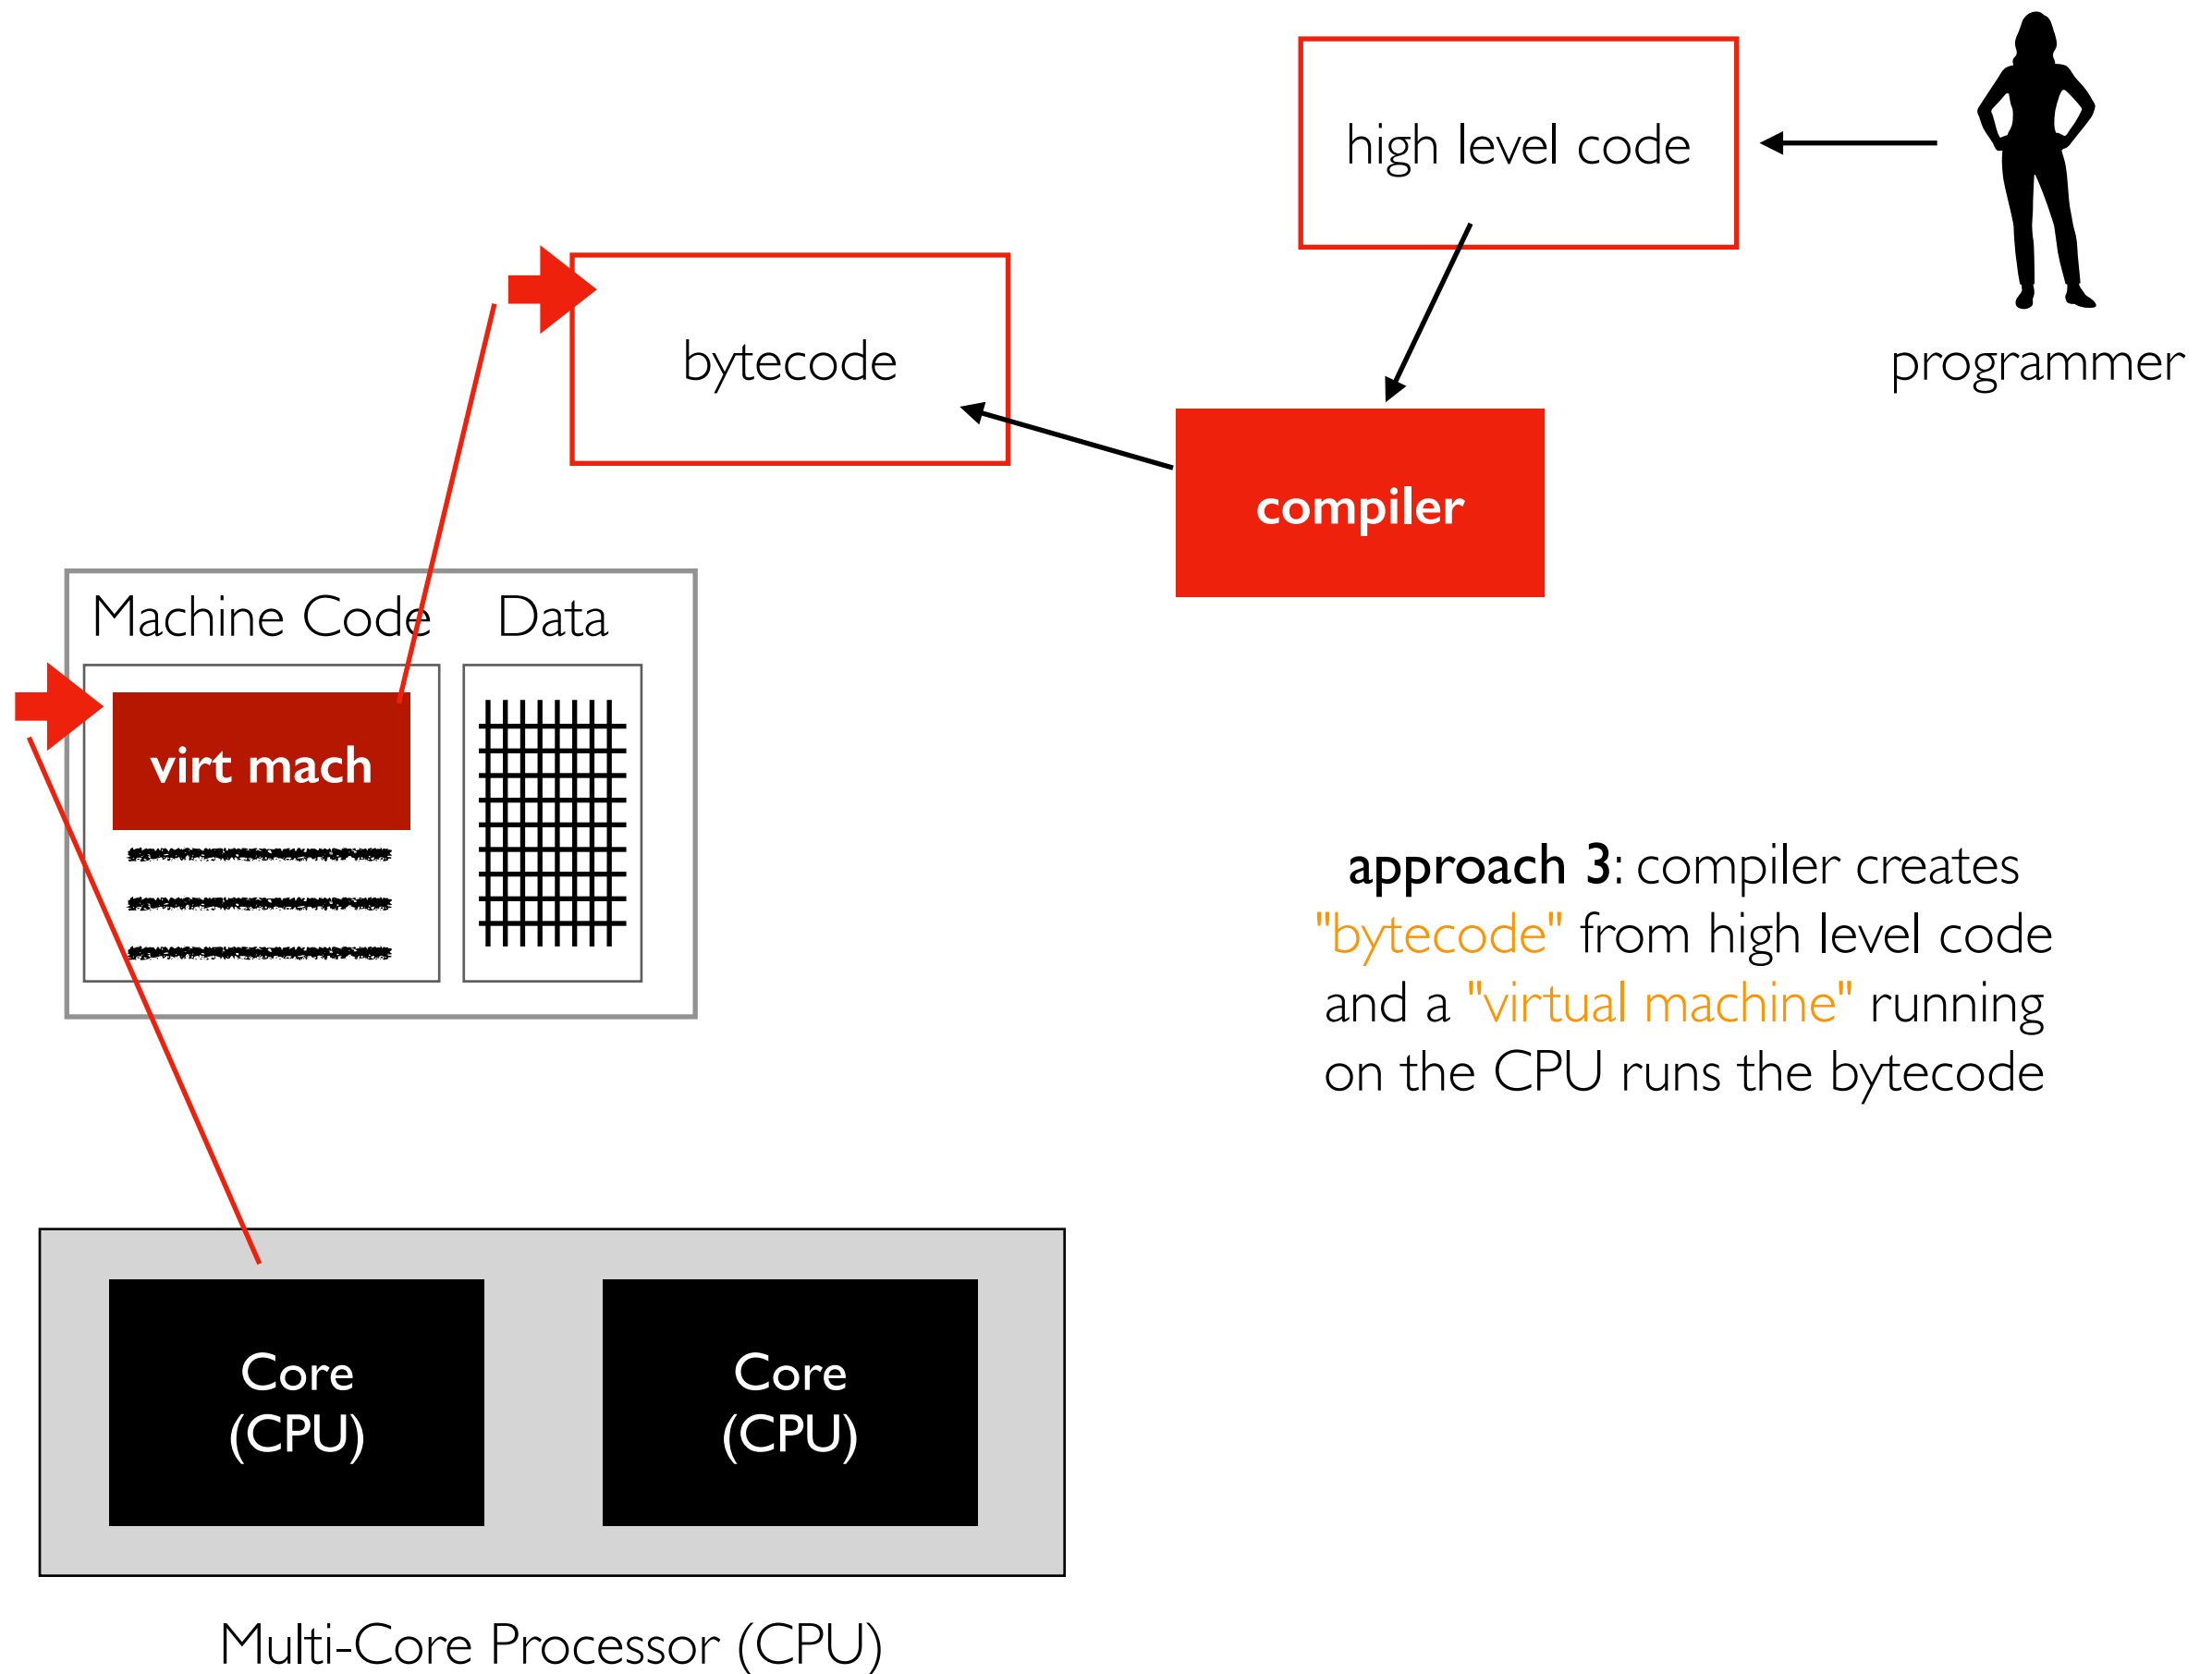 high level code
programmer
bytecode
compiler
Machine Code
Data
virt mach
approach 3: compiler creates
"bytecode" from high level code
and a "virtual machine" running
on the CPU runs the bytecode
Core
(CPU)
Core
(CPU)
Multi-Core Processor (CPU)